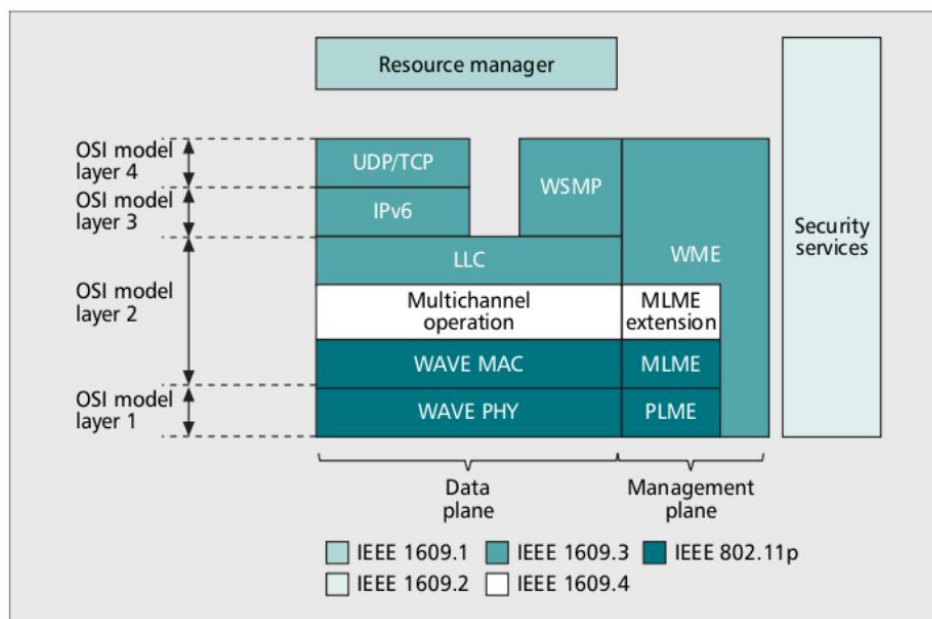 Resource manager
OSI model
layer 4
UDP/TCP
WSMP
OSI model
layer 3
IPv6
Security
services
LLC
WME
OSI model
layer 2
Multichannel
operation
MLME
extension
WAVE MAC
MLME
OSI model
layer 1
WAVE PHY
PLME
Data
plane
Management
plane
IEEE 1609.1
IEEE 1609.3
IEEE 802.11p
IEEE 1609.2
IEEE 1609.4